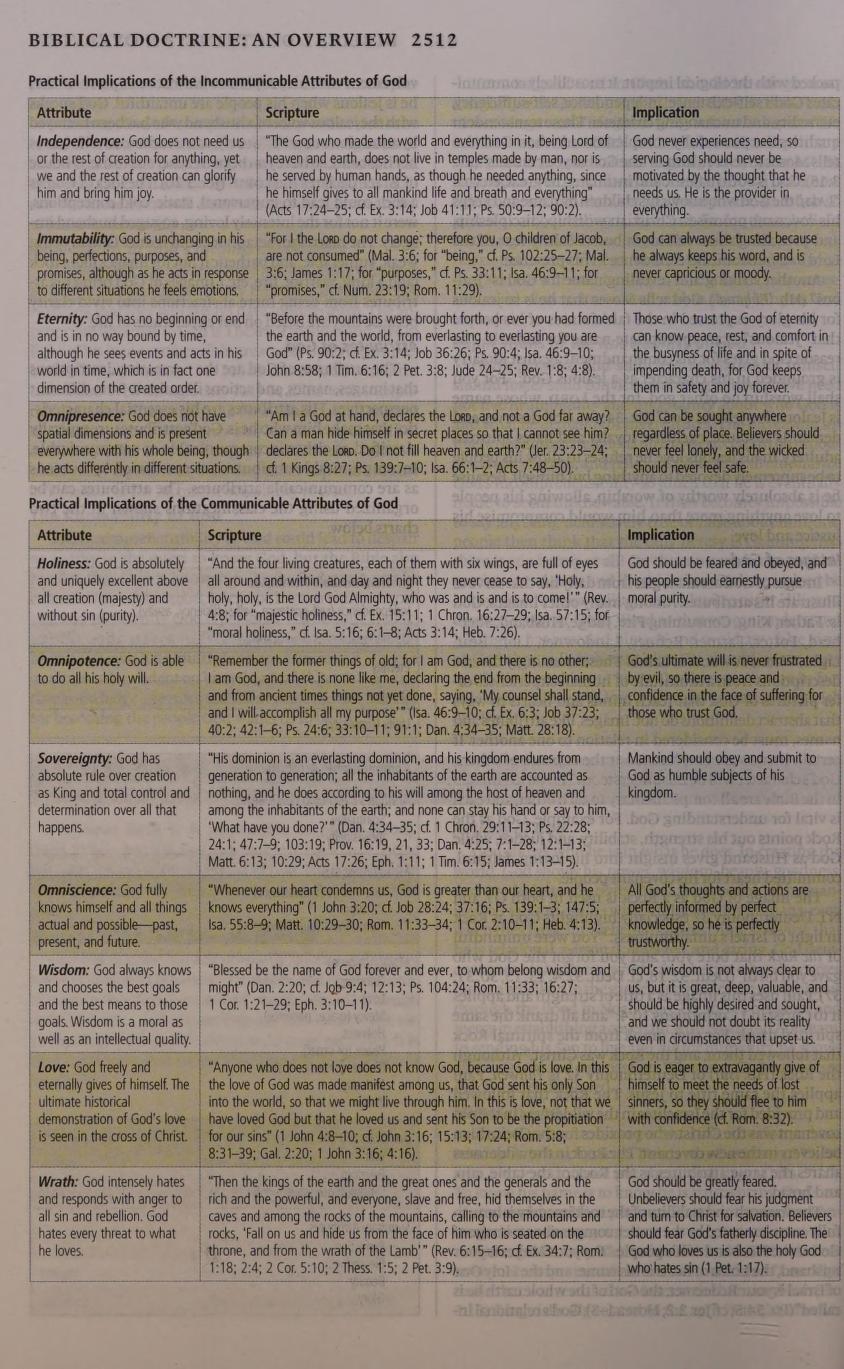 BIBLICAL DOCTRINE: AN OVERVIEW 2512
Practical Implications of the Incommunicable Attributes of God
Attribute
Scripture
Implication
Independence: God does not need us
or the rest of creation for anything, yet
we and the rest of creation can glorify
him and bring him joy.
"The God who made the world and everything in it, being Lord of
heaven and earth, does not live in temples made by man, nor is
he served by human hands, as though he needed anything, since
he himself gives to all mankind life and breath and everything"
(Acts 17:24–25; cf. Ex. 3:14; Job 41:11; Ps. 50:9–12; 90:2).
God never experiences need, so
serving God should never be
motivated by the thought that he
needs us. He is the provider in
everything.
Immutability: God is unchanging in his
being, perfections, purposes, and
promises, although as he acts in response
to different situations he feels emotions.
"For I the LORD do not change; therefore you, O children of Jacob,
are not consumed" (Mal. 3:6; for "being," cf. Ps. 102:25–27; Mal.
3:6; James 1:17; for "purposes," cf. Ps. 33:11; Isa. 46:9–11; for
"promises," cf. Num. 23:19; Rom. 11:29).
God can always be trusted because
he always keeps his word, and is
never capricious or moody.
Eternity: God has no beginning or end
and is in no way bound by time,
although he sees events and acts in his
world in time, which is in fact one
dimension of the created order.
"Before the mountains were brought forth, or ever you had formed
the earth and the world, from everlasting to everlasting you are
God" (Ps. 90:2; cf. Ex. 3:14; Job 36:26; Ps. 90:4; Isa. 46:9–10;
John 8:58; 1 Tim. 6:16; 2 Pet. 3:8; Jude 24–25; Rev. 1:8; 4:8).
Those who trust the God of eternity
can know peace, rest, and comfort in
the busyness of life and in spite of
impending death, for God keeps
them in safety and joy forever.
Omnipresence: God does not have
spatial dimensions and is present
everywhere with his whole being, though
he acts differently in different situations.
"Am I a God at hand, declares the LORD, and not a God far away?
Can a man hide himself in secret places so that I cannot see him?
declares the LORD. Do I not fill heaven and earth?" (Jer. 23:23–24;
cf. 1 Kings 8:27; Ps. 139:7–10; Isa. 66:1–2; Acts 7:48–50).
God can be sought anywhere
regardless of place. Believers should
never feel lonely, and the wicked
should never feel safe.
Practical Implications of the Communicable Attributes of God
Attribute
Scripture
Implication
Holiness: God is absolutely
and uniquely excellent above
all creation (majesty) and
without sin (purity).
"And the four living creatures, each of them with six wings, are full of eyes
all around and within, and day and night they never cease to say, 'Holy,
holy, holy, is the Lord God Almighty, who was and is and is to come!'" (Rev.
4:8; for "majestic holiness," cf. Ex. 15:11; 1 Chron. 16:27–29; Isa. 57:15; for
"moral holiness," cf. Isa. 5:16; 6:1–8; Acts 3:14; Heb. 7:26).
God should be feared and obeyed, and
his people should earnestly pursue
moral purity.
Omnipotence: God is able
to do all his holy will.
"Remember the former things of old; for I am God, and there is no other;
I am God, and there is none like me, declaring the end from the beginning
and from ancient times things not yet done, saying, 'My counsel shall stand,
and I will accomplish all my purpose'" (Isa. 46:9–10; cf. Ex. 6:3; Job 37:23;
40:2; 42:1–6; Ps. 24:6; 33:10–11; 91:1; Dan. 4:34–35; Matt. 28:18).
God's ultimate will is never frustrated
by evil, so there is peace and
confidence in the face of suffering for
those who trust God.
Sovereignty: God has
absolute rule over creation
as King and total control and
determination over all that
happens.
"His dominion is an everlasting dominion, and his kingdom endures from
generation to generation; all the inhabitants of the earth are accounted as
nothing, and he does according to his will among the host of heaven and
among the inhabitants of the earth; and none can stay his hand or say to him,
'What have you done?'" (Dan. 4:34–35; cf. 1 Chron. 29:11–13; Ps. 22:28;
24:1; 47:7–9; 103:19; Prov. 16:19, 21, 33; Dan. 4:25; 7:1–28; 12:1–13;
Matt. 6:13; 10:29; Acts 17:26; Eph. 1:11; 1 Tim. 6:15; James 1:13–15).
Mankind should obey and submit to
God as humble subjects of his
kingdom.
Omniscience: God fully
knows himself and all things
actual and possible—past,
present, and future.
"Whenever our heart condemns us, God is greater than our heart, and he
knows everything" (1 John 3:20; cf. Job 28:24; 37:16; Ps. 139:1–3; 147:5;
Isa. 55:8–9; Matt. 10:29–30; Rom. 11:33–34; 1 Cor. 2:10–11; Heb. 4:13).
All God's thoughts and actions are
perfectly informed by perfect
knowledge, so he is perfectly
trustworthy.
Wisdom: God always knows
and chooses the best goals
and the best means to those
goals. Wisdom is a moral as
well as an intellectual quality.
"Blessed be the name of God forever and ever, to whom belong wisdom and
might" (Dan. 2:20; cf. Job 9:4; 12:13; Ps. 104:24; Rom. 11:33; 16:27;
1 Cor. 1:21–29; Eph. 3:10–11).
God's wisdom is not always clear to
us, but it is great, deep, valuable, and
should be highly desired and sought,
and we should not doubt its reality
even in circumstances that upset us.
Love: God freely and
eternally gives of himself. The
ultimate historical
demonstration of God's love
is seen in the cross of Christ.
"Anyone who does not love does not know God, because God is love. In this
the love of God was made manifest among us, that God sent his only Son
into the world, so that we might live through him. In this is love, not that we
have loved God but that he loved us and sent his Son to be the propitiation
for our sins" (1 John 4:8–10; cf. John 3:16; 15:13; 17:24; Rom. 5:8;
8:31–39; Gal. 2:20; 1 John 3:16; 4:16).
God is eager to extravagantly give of
himself to meet the needs of lost
sinners, so they should flee to him
with confidence (cf. Rom. 8:32).
Wrath: God intensely hates
and responds with anger to
all sin and rebellion. God
hates every threat to what
he loves.
"Then the kings of the earth and the great ones and the generals and the
rich and the powerful, and everyone, slave and free, hid themselves in the
caves and among the rocks of the mountains, calling to the mountains and
rocks, 'Fall on us and hide us from the face of him who is seated on the
throne, and from the wrath of the Lamb'" (Rev. 6:15–16; cf. Ex. 34:7; Rom.
1:18; 2:4; 2 Cor. 5:10; 2 Thess. 1:5; 2 Pet. 3:9).
God should be greatly feared.
Unbelievers should fear his judgment
and turn to Christ for salvation. Believers
should fear God's fatherly discipline. The
God who loves us is also the holy God
who hates sin (1 Pet. 1:17).